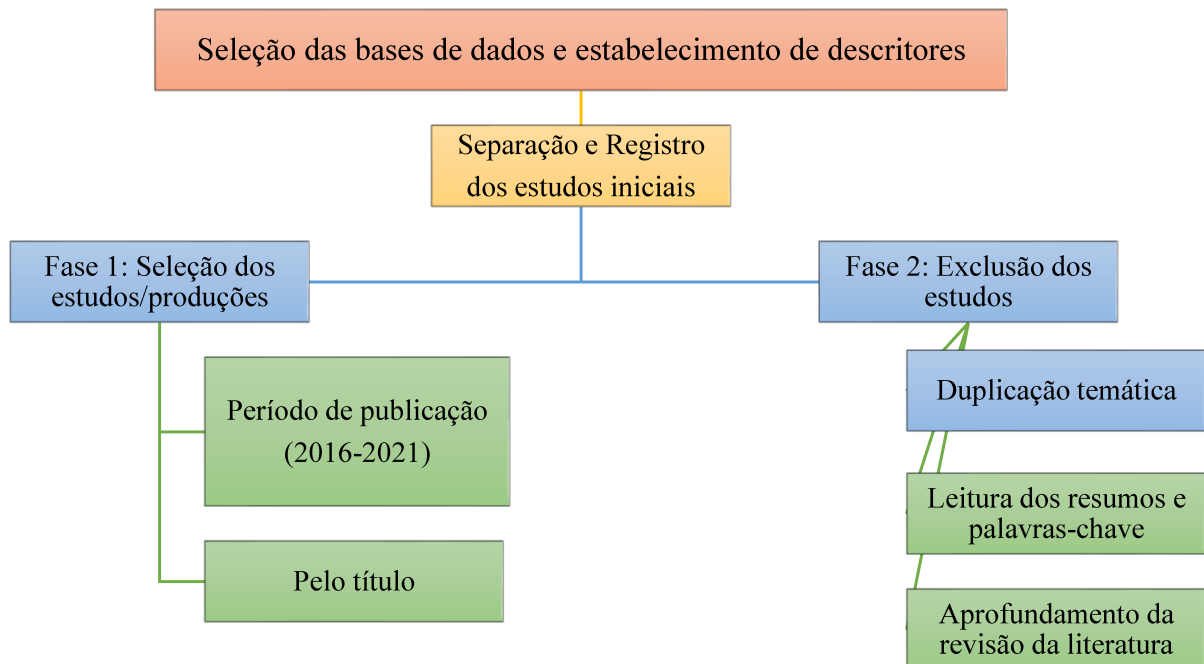 Seleção das bases de dados e estabelecimento de descritores
Separação e Registro
dos estudos iniciais
Fase 1: Seleção dos
estudos/produções
Período de publicação
(2016-2021)
Pelo título
Fase 2: Exclusão dos
estudos
Duplicação temática
Leitura dos resumos e
palavras-chave
Aprofundamento da
revisão da literatura